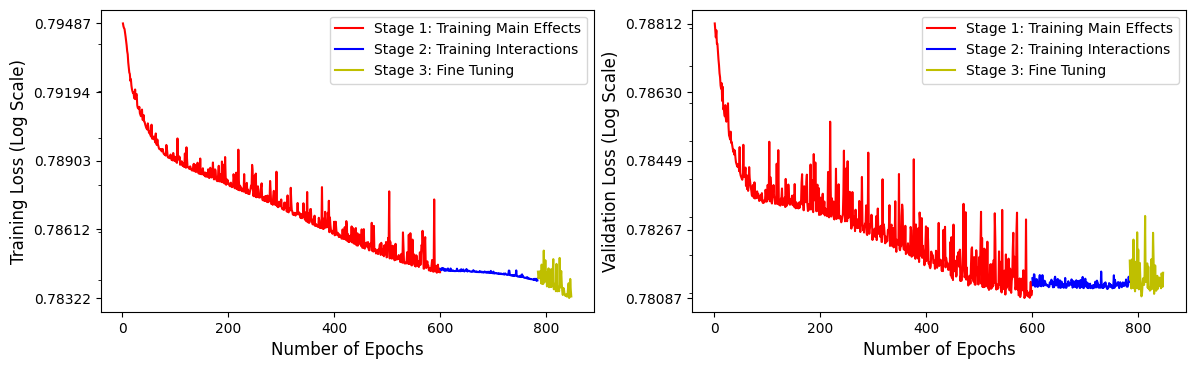 Training Loss (Log Scale)
0.79487
0.79194
0.78903
0.78612
0.78322
Stage 1: Training Main Effects
Stage 2: Training Interactions
Stage 3: Fine Tuning
0 200 400 600 800
Number of Epochs
Validation Loss (Log Scale)
0.78812
0.78630
0.78449
0.78267
0.78087
Stage 1: Training Main Effects
Stage 2: Training Interactions
Stage 3: Fine Tuning
0 200 400 600 800
Number of Epochs